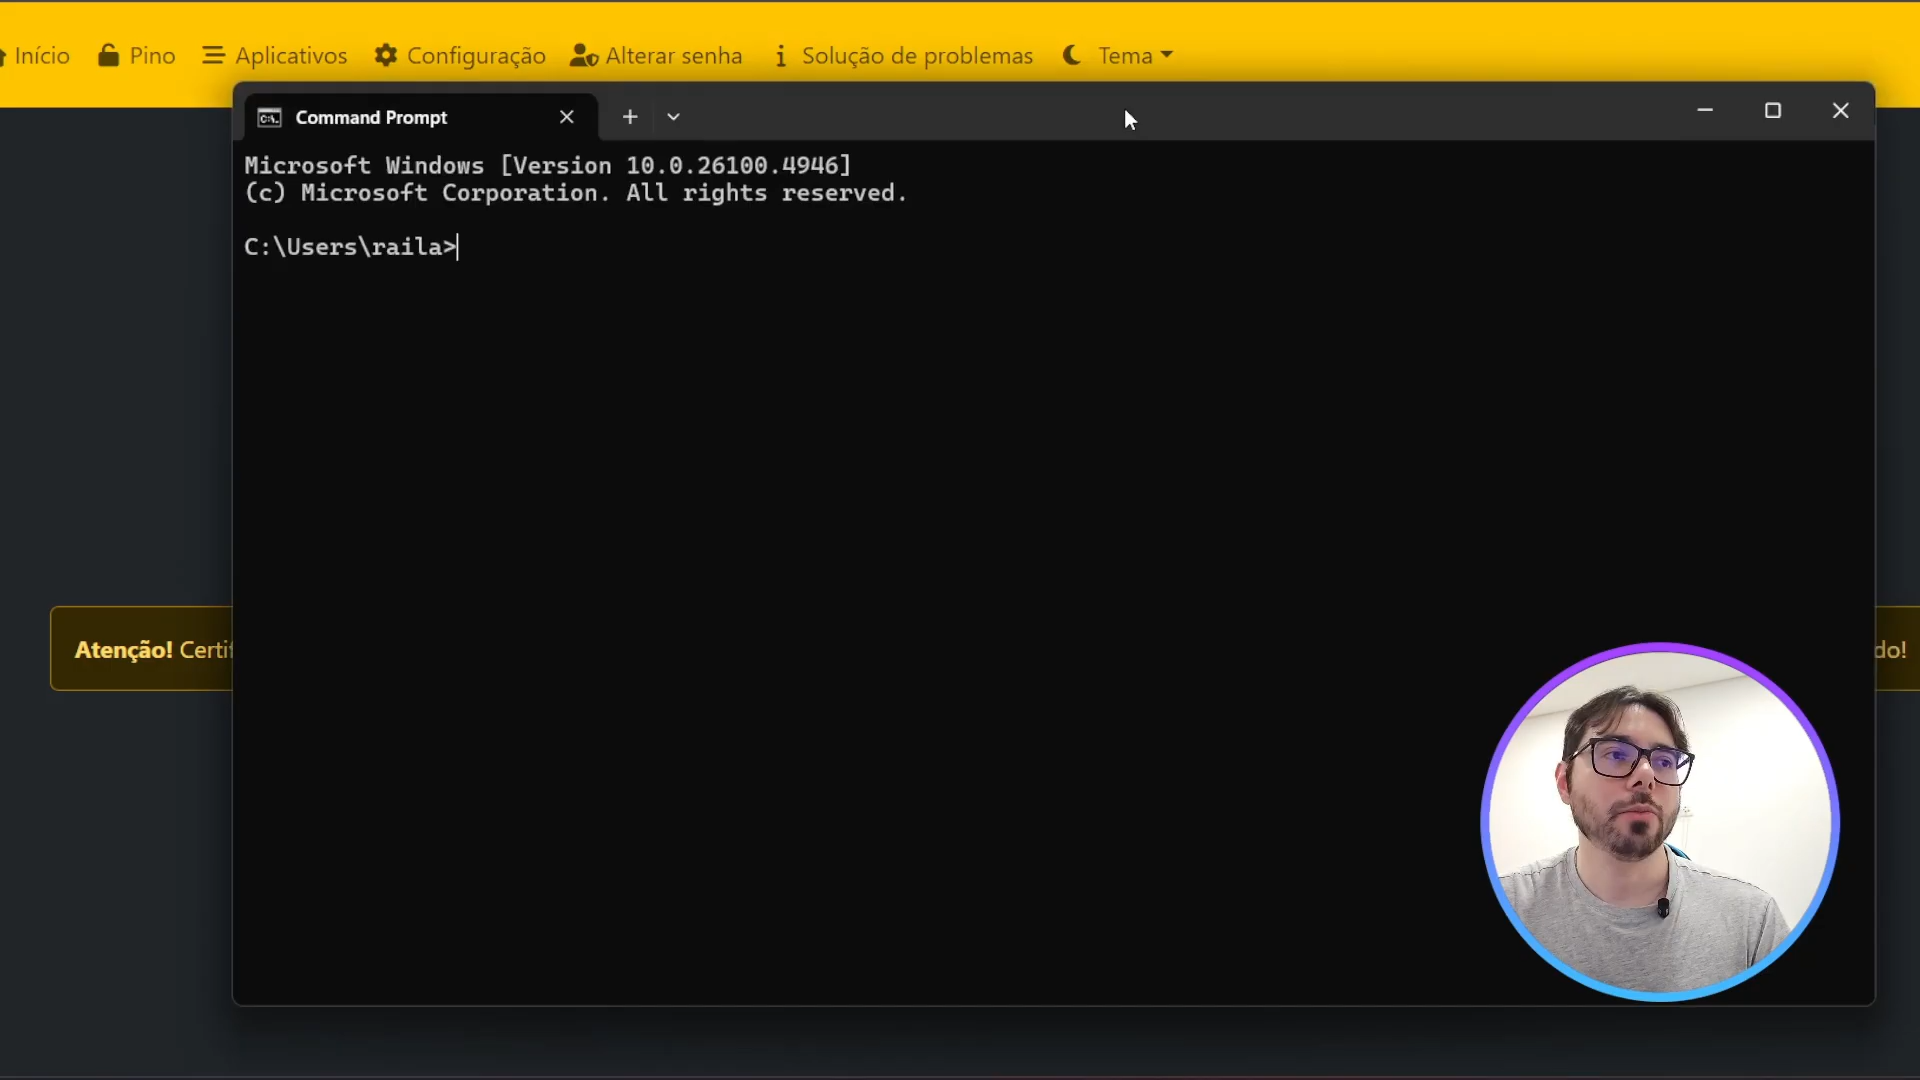 Início Pino Aplicativos Configuração Alterar senha Solução de problemas Tema
Command Prompt
Microsoft Windows [Version 10.0.26100.4946]
(c) Microsoft Corporation. All rights reserved.
C:\Users\raila>
Atenção! Certif
do!